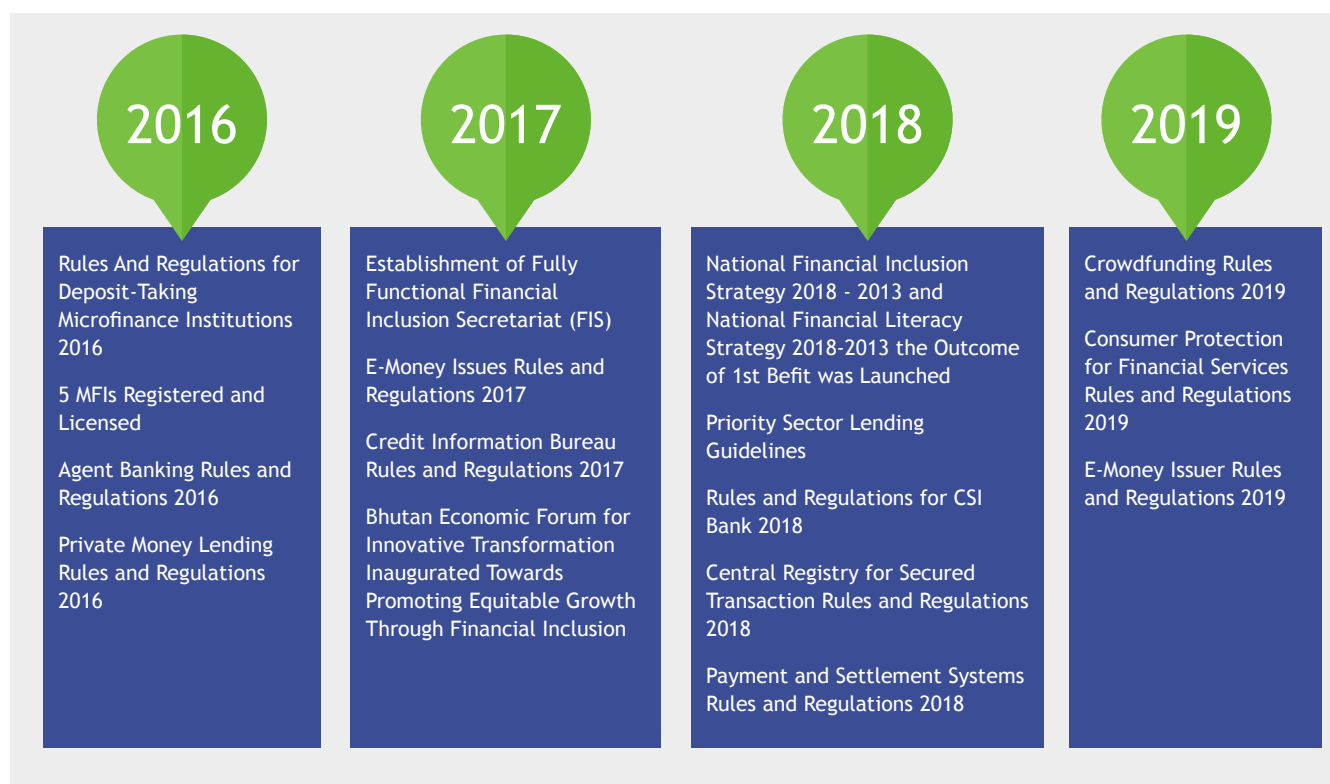 2016
Rules And Regulations for
Deposit-Taking
Microfinance Institutions
2016
5 MFIs Registered and
Licensed
Agent Banking Rules and
Regulations 2016
Private Money Lending
Rules and Regulations
2016
2017
Establishment of Fully
Functional Financial
Inclusion Secretariat (FIS)
E-Money Issues Rules and
Regulations 2017
Credit Information Bureau
Rules and Regulations 2017
Bhutan Economic Forum for
Innovative Transformation
Inaugurated Towards
Promoting Equitable Growth
Through Financial Inclusion
2018
National Financial Inclusion
Strategy 2018 - 2013 and
National Financial Literacy
Strategy 2018-2013 the Outcome
of 1st Befit was Launched
Priority Sector Lending
Guidelines
Rules and Regulations for CSI
Bank 2018
Central Registry for Secured
Transaction Rules and Regulations
2018
Payment and Settlement Systems
Rules and Regulations 2018
2019
Crowdfunding Rules
and Regulations 2019
Consumer Protection
for Financial Services
Rules and Regulations
2019
E-Money Issuer Rules
and Regulations 2019